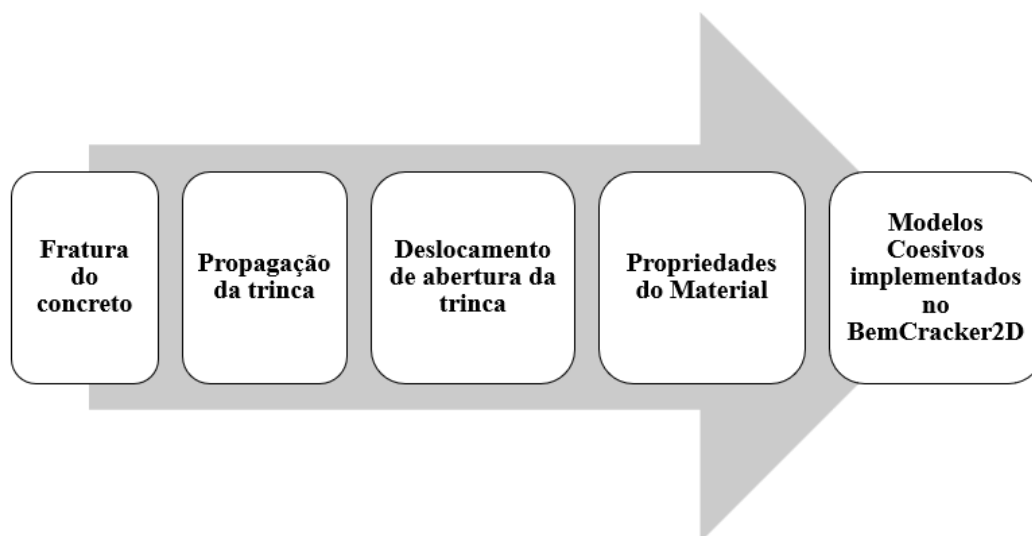 Fratura
do
concreto
Propagação
da trinca
Deslocamento
de abertura da
trinca
Propriedades
do Material
Modelos
Coesivos
implementados
no
BemCracker2D